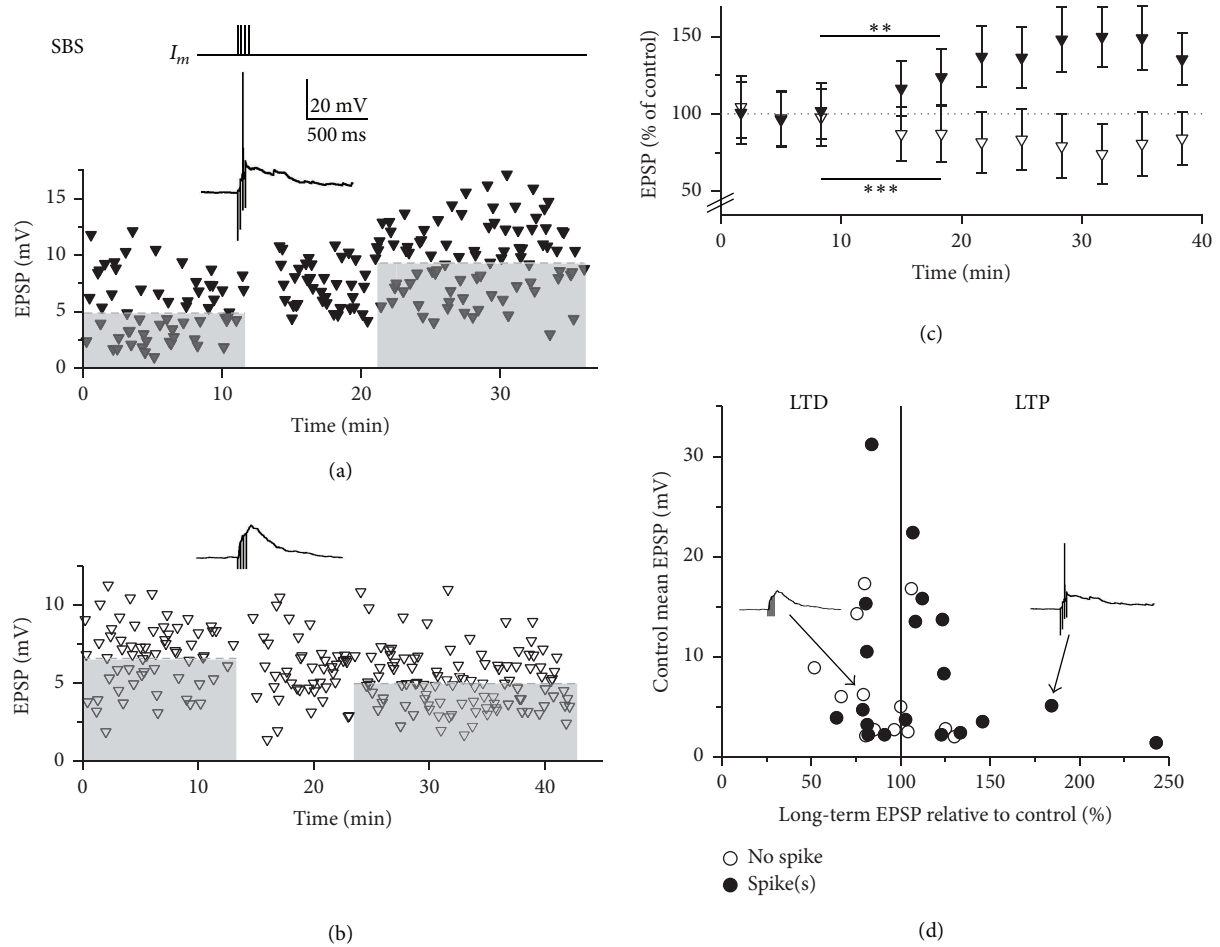 SBS
Im
20 mV
500 ms
15
10
5
0
EPSP (mV)
0 10 20 30
Time (min)
(a)
10
5
0
EPSP (mV)
0 10 20 30 40
Time (min)
(b)
150
100
50
EPSP (% of control)
**
***
0 10 20 30 40
Time (min)
(c)
LTD LTP
30
20
10
0
Control mean EPSP (mV)
0 50 100 150 200 250
Long-term EPSP relative to control (%)
No spike
Spike(s)
(d)